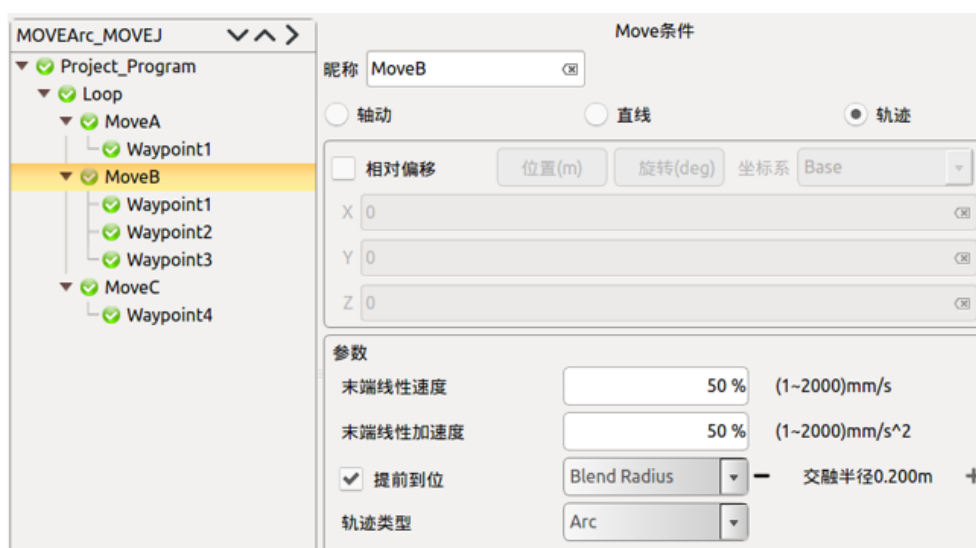 MOVEArc_MOVEJ
Project_Program
Loop
MoveA
Waypoint1
MoveB
Waypoint1
Waypoint2
Waypoint3
MoveC
Waypoint4
Move条件
昵称 MoveB
轴动 直线 轨迹
相对偏移 位置(m) 旋转(deg) 坐标系 Base
X 0
Y 0
Z 0
参数
末端线性速度 50 % (1~2000)mm/s
末端线性加速度 50 % (1~2000)mm/s^2
提前到位 Blend Radius 交融半径0.200m
轨迹类型 Arc